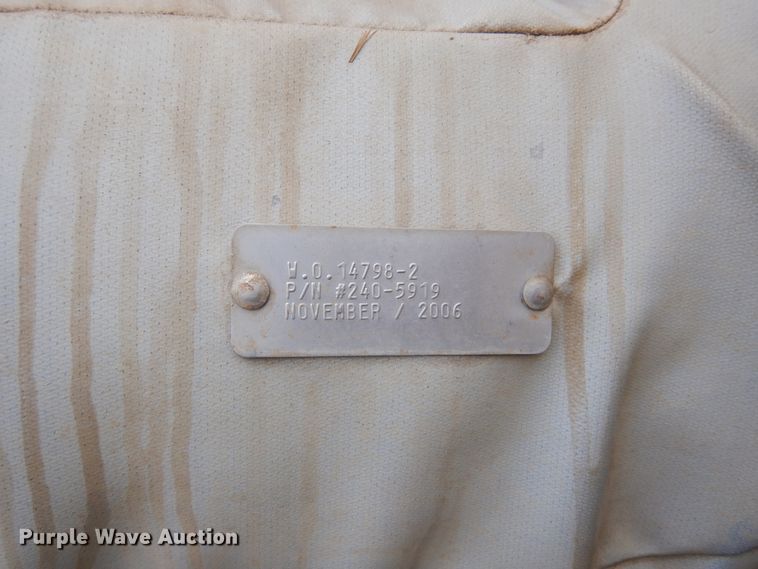 W.O.14798-2
P/N #240-5919
NOVEMBER / 2006
Purple Wave Auction